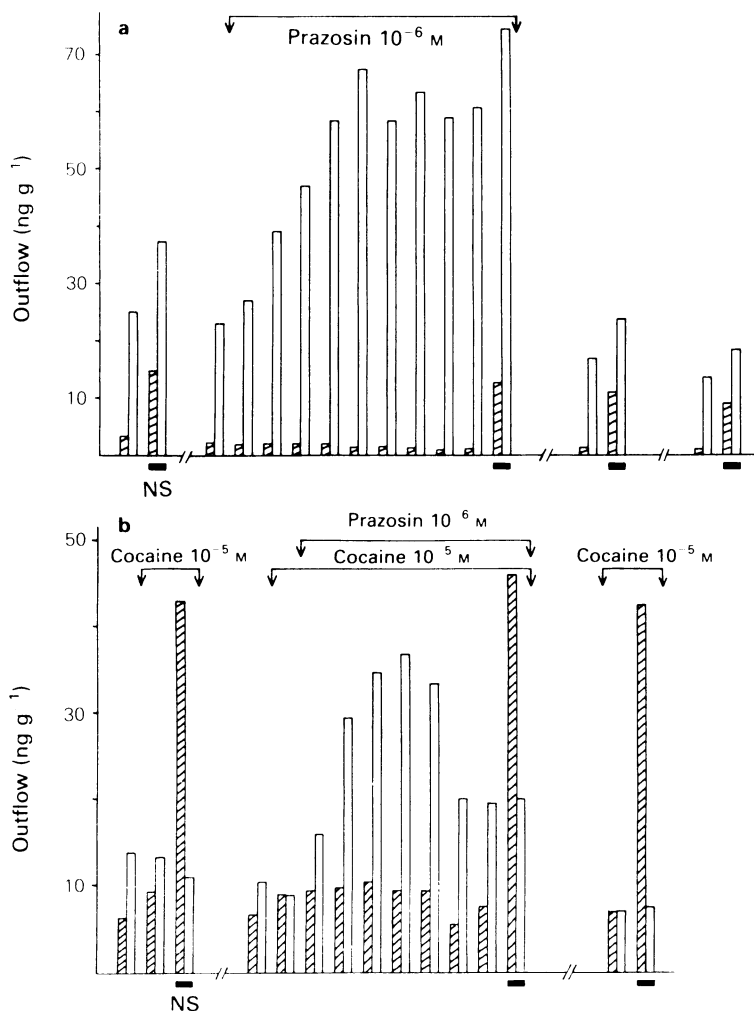 a
Prazosin 10⁻⁶ M
70
50
30
10
Outflow (ng g ¹)
NS
b
Prazosin 10 ⁶ M
Cocaine 10⁻⁵ M
Cocaine 10 ⁵ M
Cocaine 10⁻⁵ M
50
30
10
Outflow (ng g ¹)
NS